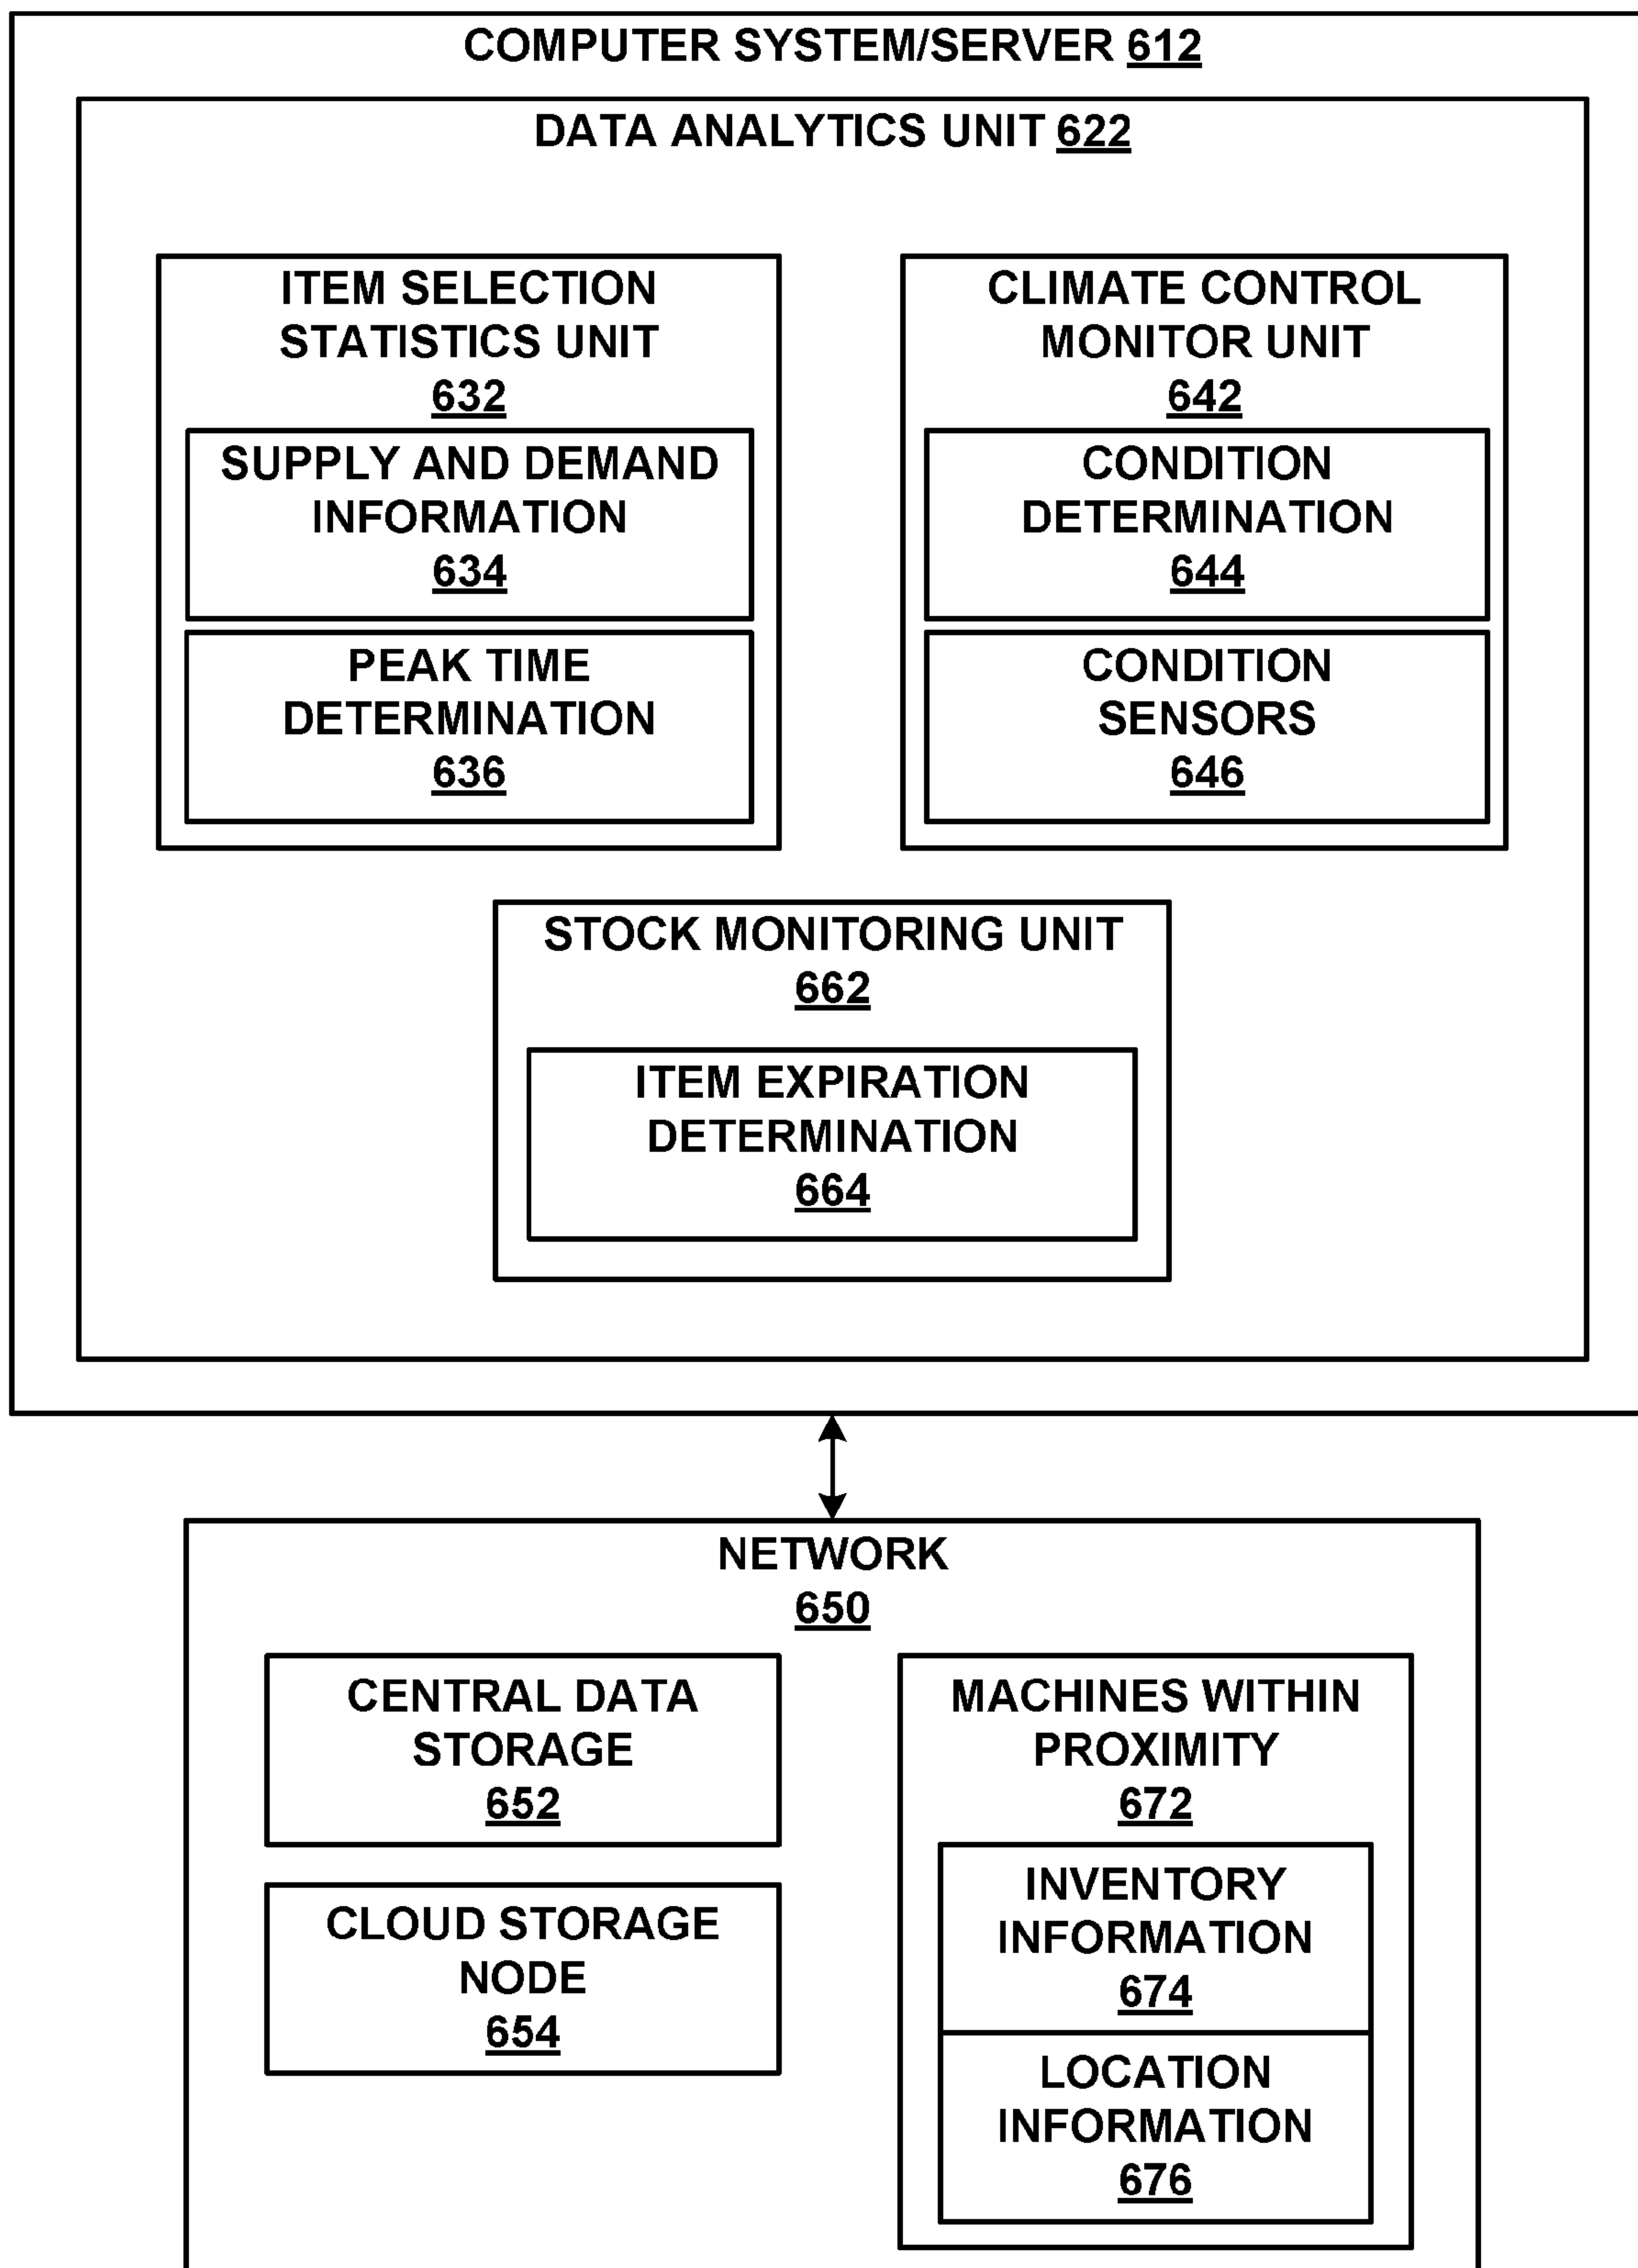 COMPUTER SYSTEM/SERVER 612
DATA ANALYTICS UNIT 622
ITEM SELECTION
STATISTICS UNIT
632
SUPPLY AND DEMAND
INFORMATION
634
PEAK TIME
DETERMINATION
636
CLIMATE CONTROL
MONITOR UNIT
642
CONDITION
DETERMINATION
644
CONDITION
SENSORS
646
STOCK MONITORING UNIT
662
ITEM EXPIRATION
DETERMINATION
664
NETWORK
650
CENTRAL DATA
STORAGE
652
CLOUD STORAGE
NODE
654
MACHINES WITHIN
PROXIMITY
672
INVENTORY
INFORMATION
674
LOCATION
INFORMATION
676